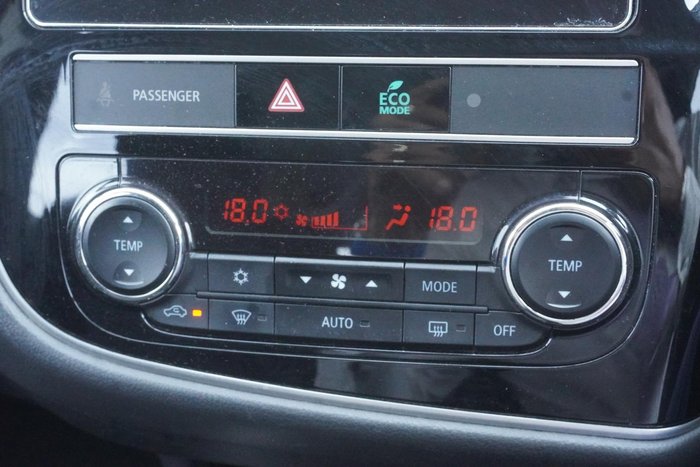 PASSENGER
ECO
MODE
18.0
18.0
TEMP
TEMP
MODE
AUTO
OFF